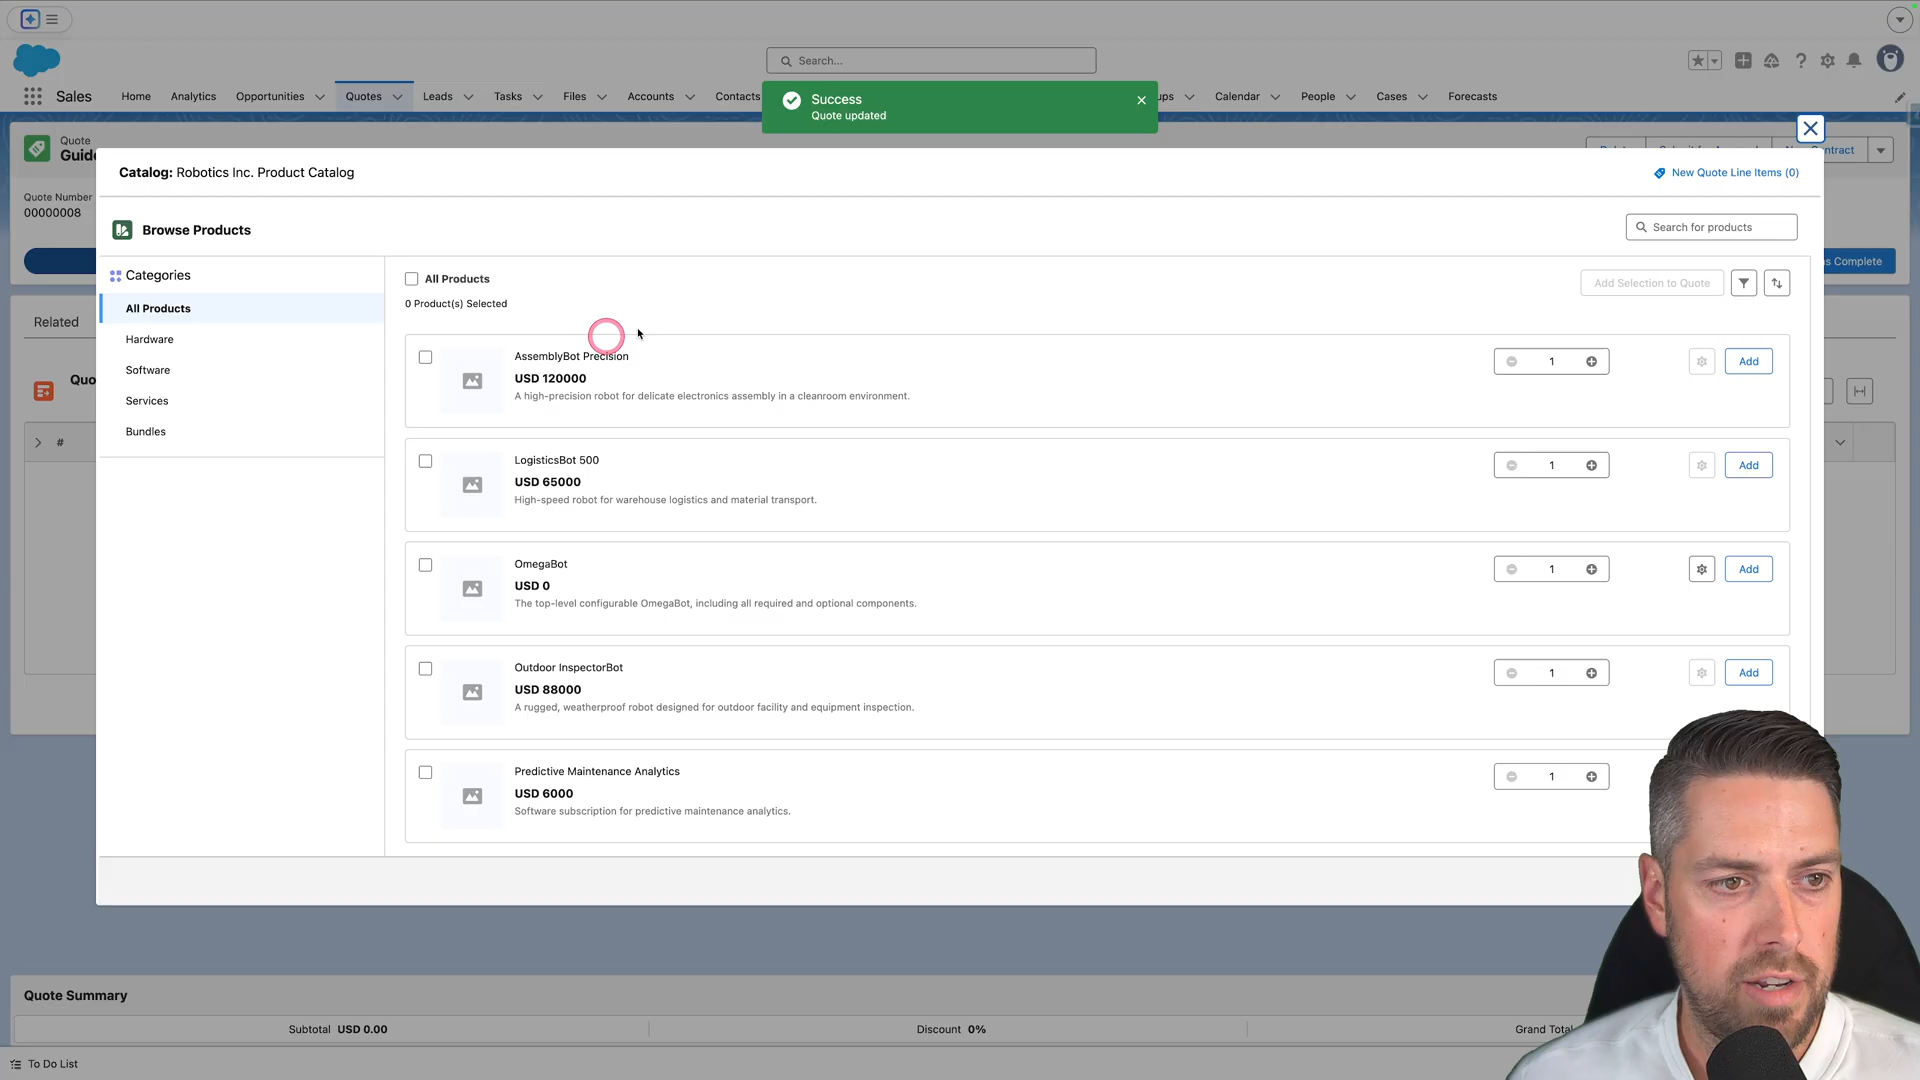 Search...
Sales
Home
Analytics
Opportunities
Quotes
Leads
Tasks
Files
Accounts
Contacts
Success
Quote updated
ups
Calendar
People
Cases
Forecasts
Quote
Guide
Contract
Quote Number
00000008
Catalog: Robotics Inc. Product Catalog
New Quote Line Items (0)
Browse Products
Search for products
as Complete
Categories
All Products
Hardware
Software
Services
Bundles
Related
Quo
#
All Products
0 Product(s) Selected
Add Selection to Quote
AssemblyBot Precision
USD 120000
A high-precision robot for delicate electronics assembly in a cleanroom environment.
1
Add
LogisticsBot 500
USD 65000
High-speed robot for warehouse logistics and material transport.
1
Add
OmegaBot
USD 0
The top-level configurable OmegaBot, including all required and optional components.
1
Add
Outdoor InspectorBot
USD 88000
A rugged, weatherproof robot designed for outdoor facility and equipment inspection.
1
Add
Predictive Maintenance Analytics
USD 6000
Software subscription for predictive maintenance analytics.
1
Quote Summary
Subtotal USD 0.00
Discount 0%
Grand Total
To Do List